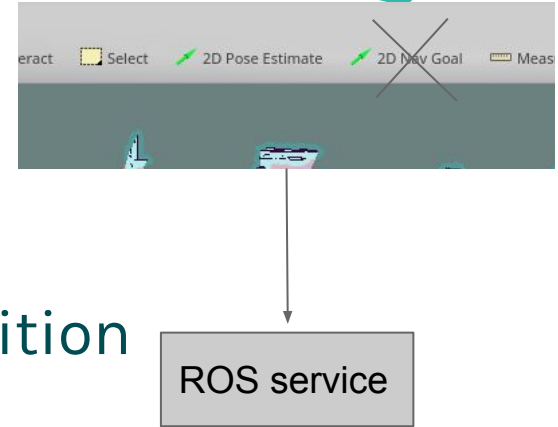 eract Select 2D Pose Estimate 2D Nav Goal Meas
ition
ROS service